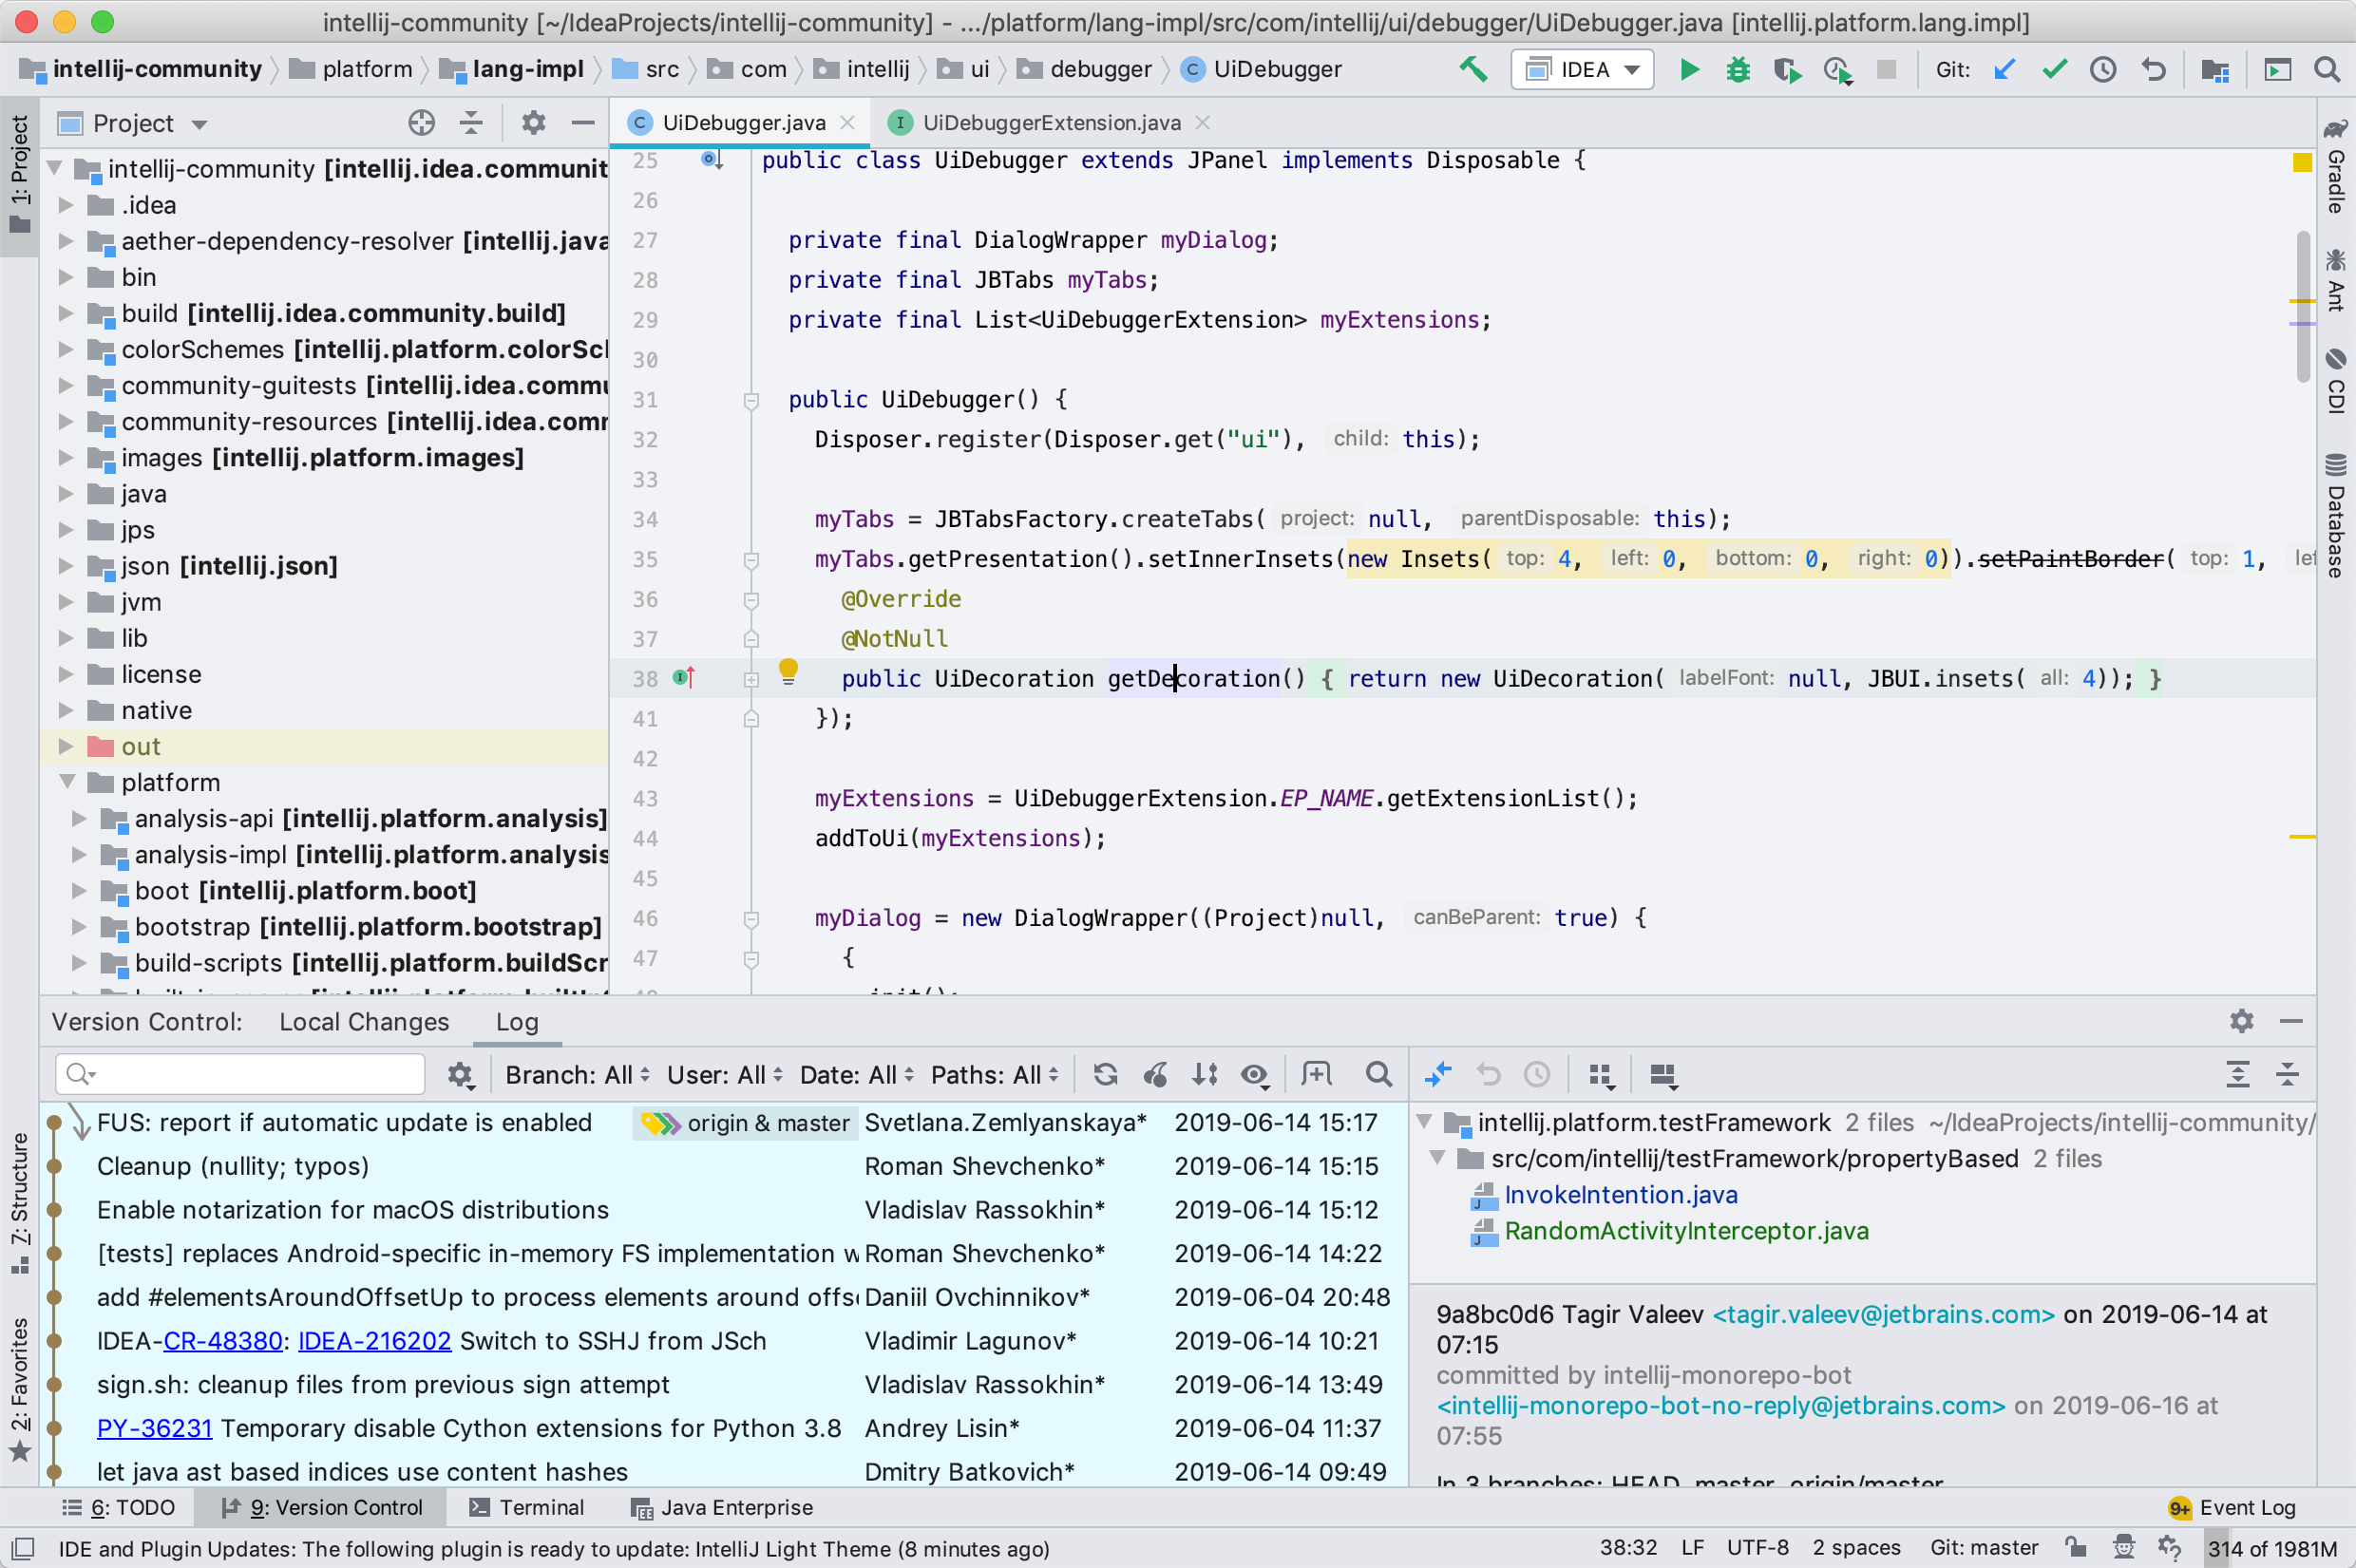 intellij-community [~/IdeaProjects/intellij-community] – .../platform/lang-impl/src/com/intellij/ui/debugger/UiDebugger.java [intellij.platform.lang.impl]
intellij-community platform lang-impl src com intellij ui debugger C UiDebugger IDEA Git:
1: Project
Project
intellij-community [intellij.idea.communit
.idea
aether-dependency-resolver [intellij.java
bin
build [intellij.idea.community.build]
colorSchemes [intellij.platform.colorScl
community-guitests [intellij.idea.commu
community-resources [intellij.idea.comm
images [intellij.platform.images]
java
jps
json [intellij.json]
jvm
lib
license
native
out
platform
analysis-api [intellij.platform.analysis]
analysis-impl [intellij.platform.analysis
boot [intellij.platform.boot]
bootstrap [intellij.platform.bootstrap]
build-scripts [intellij.platform.buildScr
C UiDebugger.java I UiDebuggerExtension.java
25 public class UiDebugger extends JPanel implements Disposable {
26
27 private final DialogWrapper myDialog;
28 private final JBTabs myTabs;
29 private final List<UiDebuggerExtension> myExtensions;
30
31 public UiDebugger() {
32 Disposer.register(Disposer.get("ui"), child: this);
33
34 myTabs = JBTabsFactory.createTabs( project: null, parentDisposable: this);
35 myTabs.getPresentation().setInnerInsets(new Insets( top: 4, left: 0, bottom: 0, right: 0)).setPaintBorder( top: 1, lef
36 @Override
37 @NotNull
38 public UiDecoration getDecoration() { return new UiDecoration( labelFont: null, JBUI.insets( all: 4)); }
41 });
42
43 myExtensions = UiDebuggerExtension.EP_NAME.getExtensionList();
44 addToUi(myExtensions);
45
46 myDialog = new DialogWrapper((Project)null, canBeParent: true) {
47 {
init();
Gradle
Ant
CDI
Database
Version Control: Local Changes Log
Branch: All User: All Date: All Paths: All
FUS: report if automatic update is enabled origin & master Svetlana.Zemlyanskaya* 2019-06-14 15:17
Cleanup (nullity; typos) Roman Shevchenko* 2019-06-14 15:15
Enable notarization for macOS distributions Vladislav Rassokhin* 2019-06-14 15:12
[tests] replaces Android-specific in-memory FS implementation w Roman Shevchenko* 2019-06-14 14:22
add #elementsAroundOffsetUp to process elements around offs Daniil Ovchinnikov* 2019-06-04 20:48
IDEA-CR-48380: IDEA-216202 Switch to SSHJ from JSch Vladimir Lagunov* 2019-06-14 10:21
sign.sh: cleanup files from previous sign attempt Vladislav Rassokhin* 2019-06-14 13:49
PY-36231 Temporary disable Cython extensions for Python 3.8 Andrey Lisin* 2019-06-04 11:37
let java ast based indices use content hashes Dmitry Batkovich* 2019-06-14 09:49
intellij.platform.testFramework 2 files ~/IdeaProjects/intellij-community/
src/com/intellij/testFramework/propertyBased 2 files
InvokeIntention.java
RandomActivityInterceptor.java
9a8bc0d6 Tagir Valeev <tagir.valeev@jetbrains.com> on 2019-06-14 at
07:15
committed by intellij-monorepo-bot
<intellij-monorepo-bot-no-reply@jetbrains.com> on 2019-06-16 at
07:55
In 3 branches: HEAD, master, origin/master
Z: Structure
2: Favorites
6: TODO 9: Version Control Terminal Java Enterprise 9+ Event Log
IDE and Plugin Updates: The following plugin is ready to update: IntelliJ Light Theme (8 minutes ago) 38:32 LF UTF-8 2 spaces Git: master 314 of 1981M